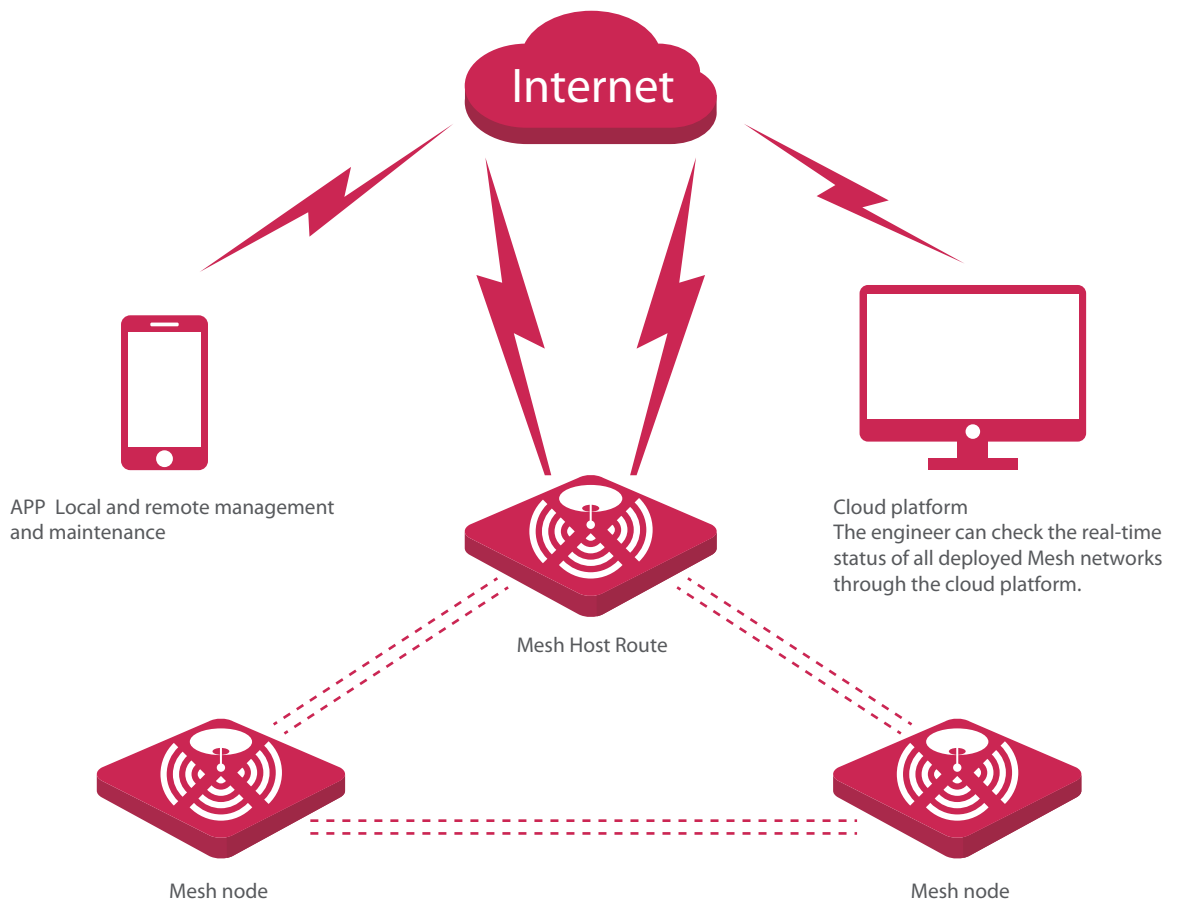 Internet
APP  Local and remote management
and maintenance
Cloud platform
The engineer can check the real-time
status of all deployed Mesh networks
through the cloud platform.
Mesh Host Route
Mesh node
Mesh node